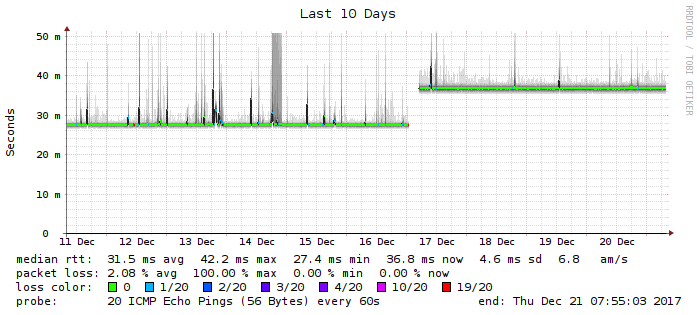 Last 10 Days
RRDTOOL / TOBI OETIKER
Seconds
50 m
40 m
30 m
20 m
10 m
0
11 Dec 12 Dec 13 Dec 14 Dec 15 Dec 16 Dec 17 Dec 18 Dec 19 Dec 20 Dec
median rtt: 31.5 ms avg 42.2 ms max 27.4 ms min 36.8 ms now 4.6 ms sd 6.8 am/s
packet loss: 2.08 % avg 100.00 % max 0.00 % min 0.00 % now
loss color: 0 1/20 2/20 3/20 4/20 10/20 19/20
probe: 20 ICMP Echo Pings (56 Bytes) every 60s end: Thu Dec 21 07:55:03 2017